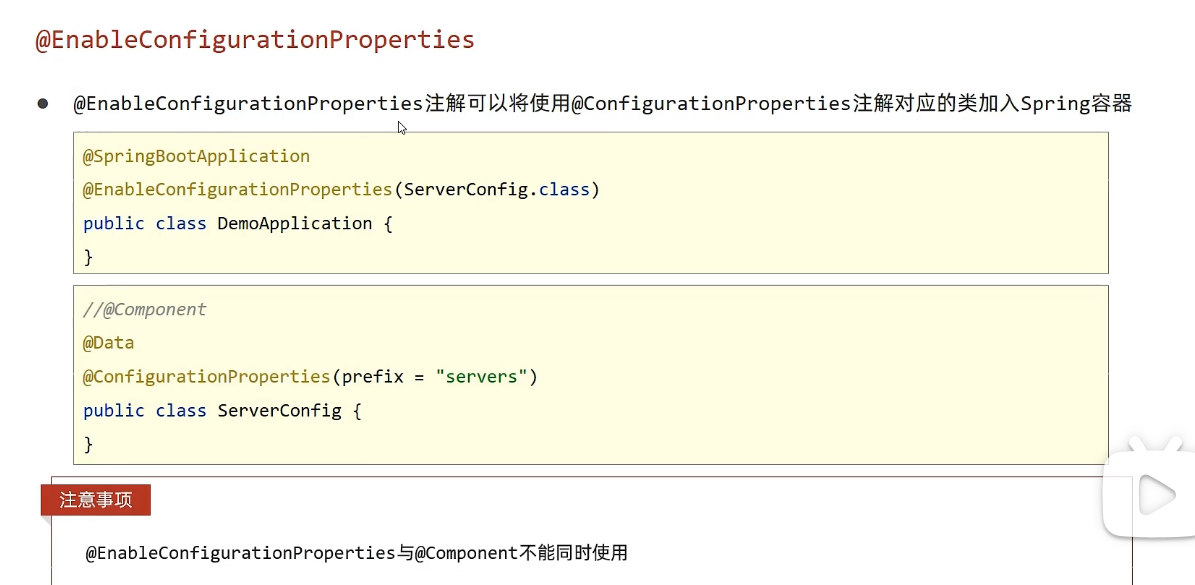 @EnableConfigurationProperties
@EnableConfigurationProperties注解可以将使用@ConfigurationProperties注解对应的类加入Spring容器
@SpringBootApplication
@EnableConfigurationProperties(ServerConfig.class)
public class DemoApplication {
}
//@Component
@Data
@ConfigurationProperties(prefix = "servers")
public class ServerConfig {
}
注意事项
@EnableConfigurationProperties与@Component不能同时使用